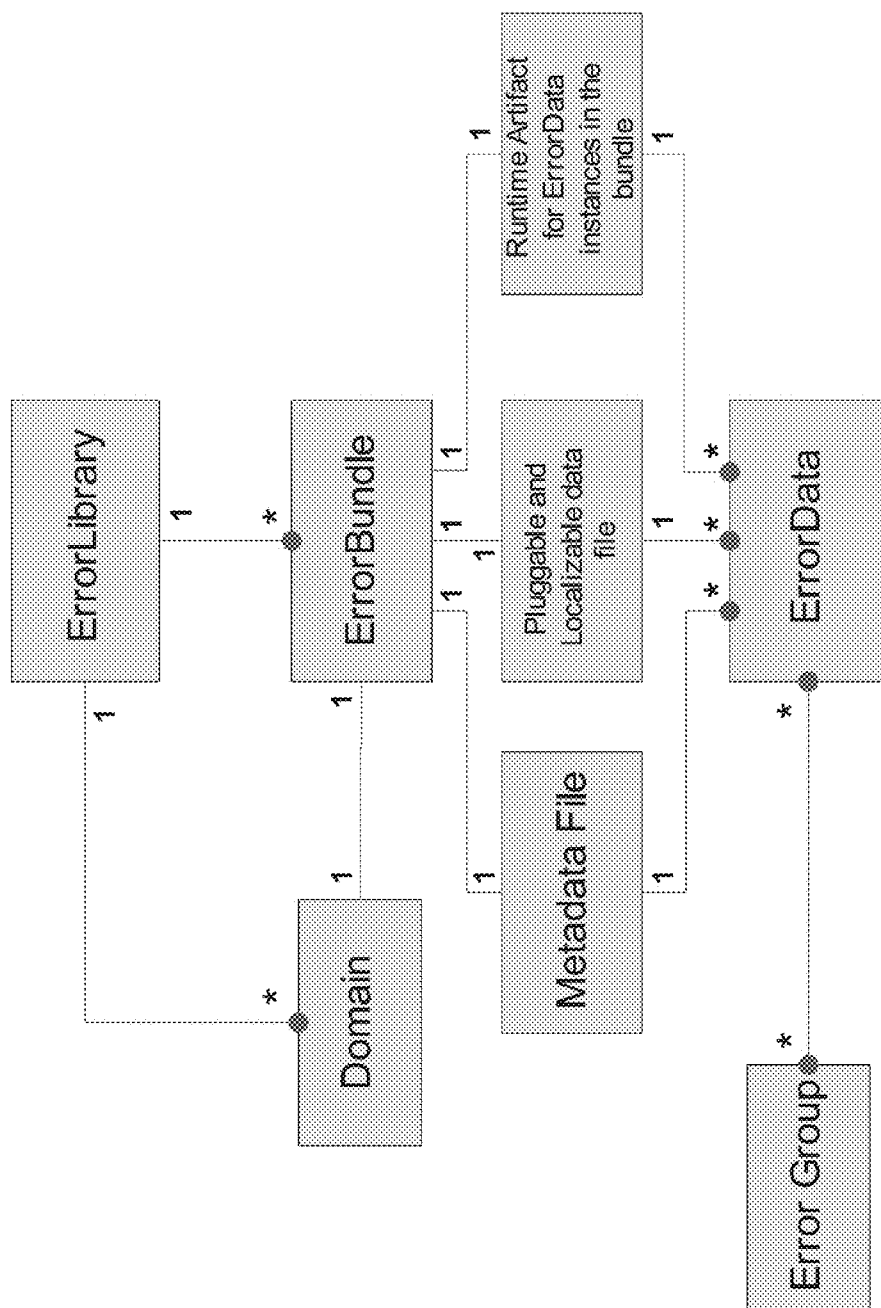 ErrorLibrary
1
1
*
*
Domain
1
1
ErrorBundle
1
1
1
1
1
1
Metadata File
Pluggable and
Localizable data
file
Runtime Artifact
for ErrorData
instances in the
bundle
1
1
1
*
*
*
ErrorData
*
*
Error Group